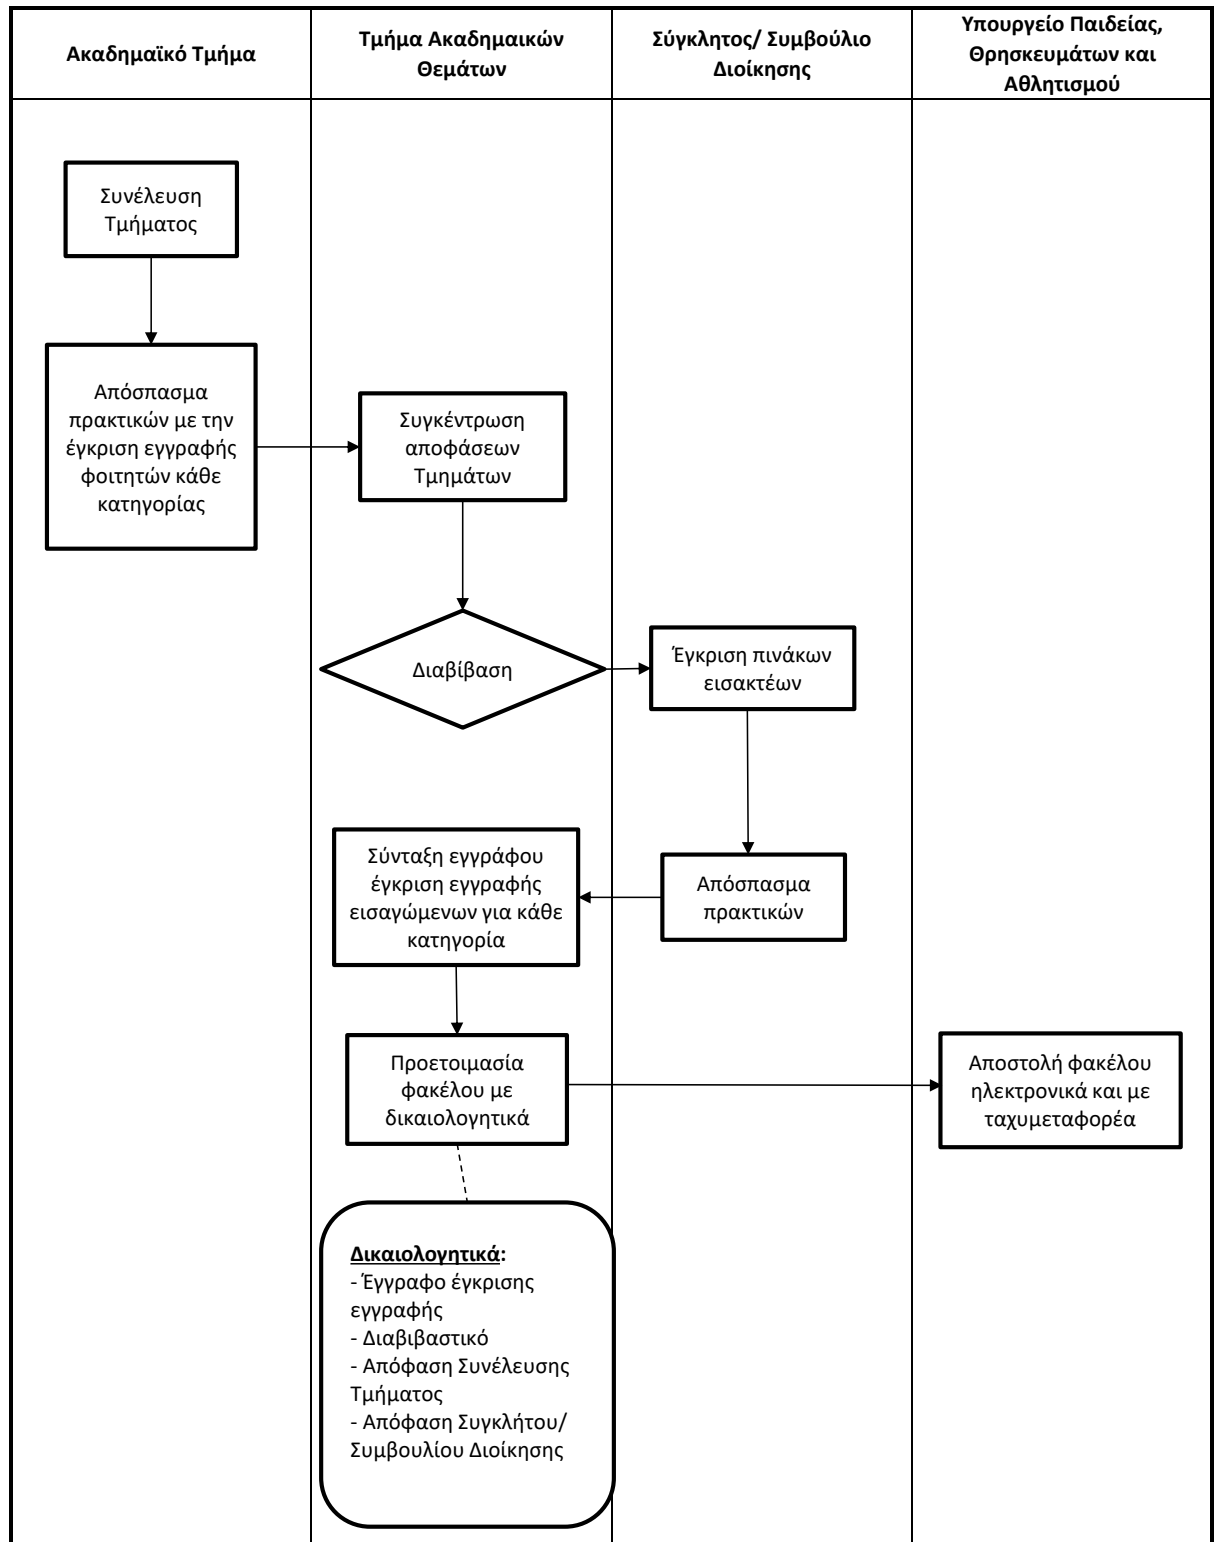 Ακαδημαϊκό Τμήμα
Τμήμα Ακαδημαικών
Θεμάτων
Σύγκλητος/ Συμβούλιο
Διοίκησης
Υπουργείο Παιδείας,
Θρησκευμάτων και
Αθλητισμού
Συνέλευση
Τμήματος
Απόσπασμα
πρακτικών με την
έγκριση εγγραφής
φοιτητών κάθε
κατηγορίας
Συγκέντρωση
αποφάσεων
Τμημάτων
Διαβίβαση
Έγκριση πινάκων
εισακτέων
Σύνταξη εγγράφου
έγκριση εγγραφής
εισαγώμενων για κάθε
κατηγορία
Απόσπασμα
πρακτικών
Προετοιμασία
φακέλου με
δικαιολογητικά
Αποστολή φακέλου
ηλεκτρονικά και με
ταχυμεταφορέα
Δικαιολογητικά:
- Έγγραφο έγκρισης
εγγραφής
- Διαβιβαστικό
- Απόφαση Συνέλευσης
Τμήματος
- Απόφαση Συγκλήτου/
Συμβουλίου Διοίκησης